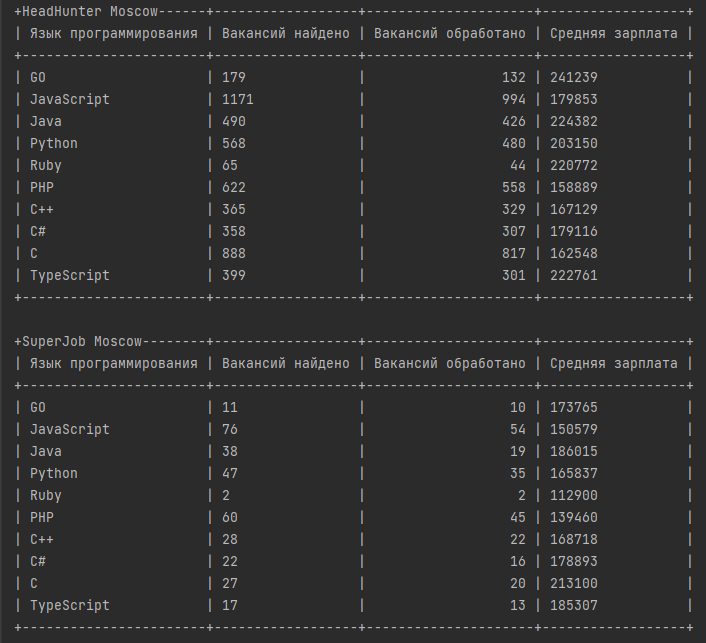 +HeadHunter Moscow------+------------------+---------------------+------------------+
| Язык программирования | Вакансий найдено | Вакансий обработано | Средняя зарплата |
+-----------------------+------------------+---------------------+------------------+
| GO                    | 179              |                 132 | 241239           |
| JavaScript            | 1171             |                 994 | 179853           |
| Java                  | 490              |                 426 | 224382           |
| Python                | 568              |                 480 | 203150           |
| Ruby                  | 65               |                  44 | 220772           |
| PHP                   | 622              |                 558 | 158889           |
| C++                   | 365              |                 329 | 167129           |
| C#                    | 358              |                 307 | 179116           |
| C                     | 888              |                 817 | 162548           |
| TypeScript            | 399              |                 301 | 222761           |
+-----------------------+------------------+---------------------+------------------+
+SuperJob Moscow--------+------------------+---------------------+------------------+
| Язык программирования | Вакансий найдено | Вакансий обработано | Средняя зарплата |
+-----------------------+------------------+---------------------+------------------+
| GO                    | 11               |                  10 | 173765           |
| JavaScript            | 76               |                  54 | 150579           |
| Java                  | 38               |                  19 | 186015           |
| Python                | 47               |                  35 | 165837           |
| Ruby                  | 2                |                   2 | 112900           |
| PHP                   | 60               |                  45 | 139460           |
| C++                   | 28               |                  22 | 168718           |
| C#                    | 22               |                  16 | 178893           |
| C                     | 27               |                  20 | 213100           |
| TypeScript            | 17               |                  13 | 185307           |
+-----------------------+------------------+---------------------+------------------+